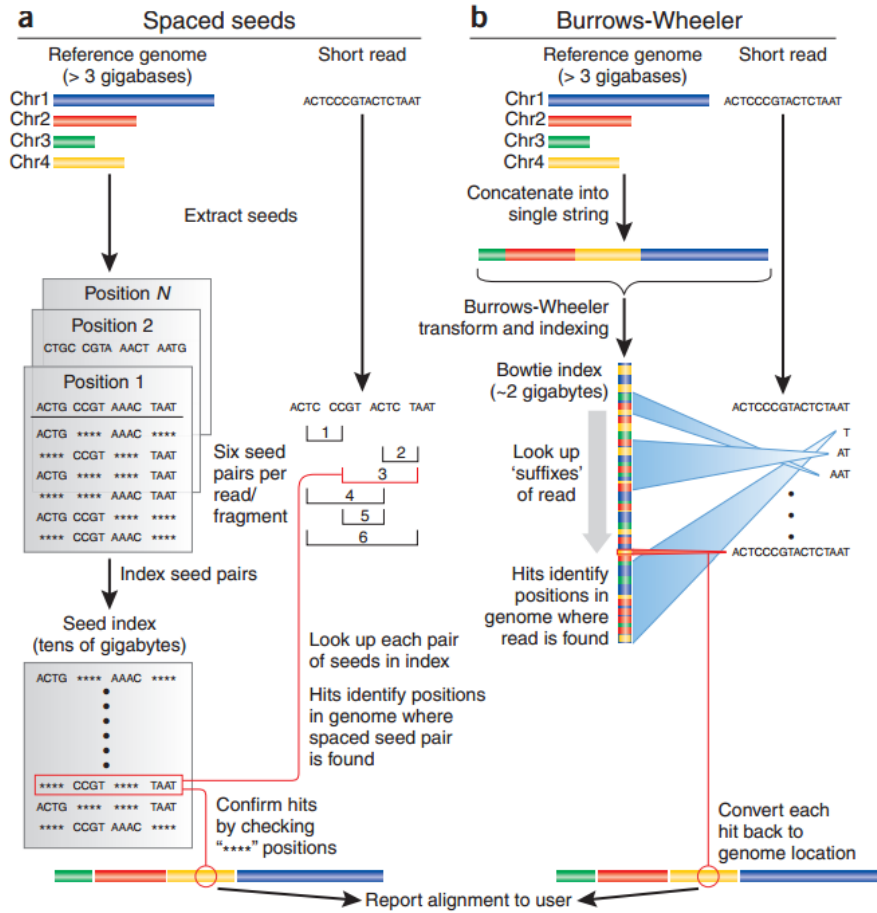 a Spaced seeds
Reference genome
(> 3 gigabases)
Short read
Chr1
Chr2
Chr3
Chr4
ACTCCCGTACTCTAAT
Extract seeds
Position N
Position 2
CTGC CCGTA AACT AATG
Position 1
ACTG CCGT AAAC TAAT
ACTG **** AAAC ****
**** CCGT **** TAAT
ACTG **** **** TAAT
**** **** AAAC TAAT
ACTG CCGT **** ****
**** CCGT AAAC ****
Six seed
pairs per
read/
fragment
ACTC CCGT ACTC TAAT
1
2
3
4
5
6
Index seed pairs
Seed index
(tens of gigabytes)
ACTG **** AAAC ****
**** CCGT **** TAAT
ACTG **** **** TAAT
**** CCGT AAAC ****
Look up each pair
of seeds in index
Hits identify positions
in genome where
spaced seed pair
is found
Confirm hits
by checking
"****" positions
b Burrows-Wheeler
Reference genome
(> 3 gigabases)
Short read
Chr1
Chr2
Chr3
Chr4
ACTCCCGTACTCTAAT
Concatenate into
single string
Burrows-Wheeler
transform and indexing
Bowtie index
(~2 gigabytes)
Look up
'suffixes'
of read
ACTCCCGTACTCTAAT
T
AT
AAT
ACTCCCGTACTCTAAT
Hits identify
positions in
genome where
read is found
Convert each
hit back to
genome location
Report alignment to user